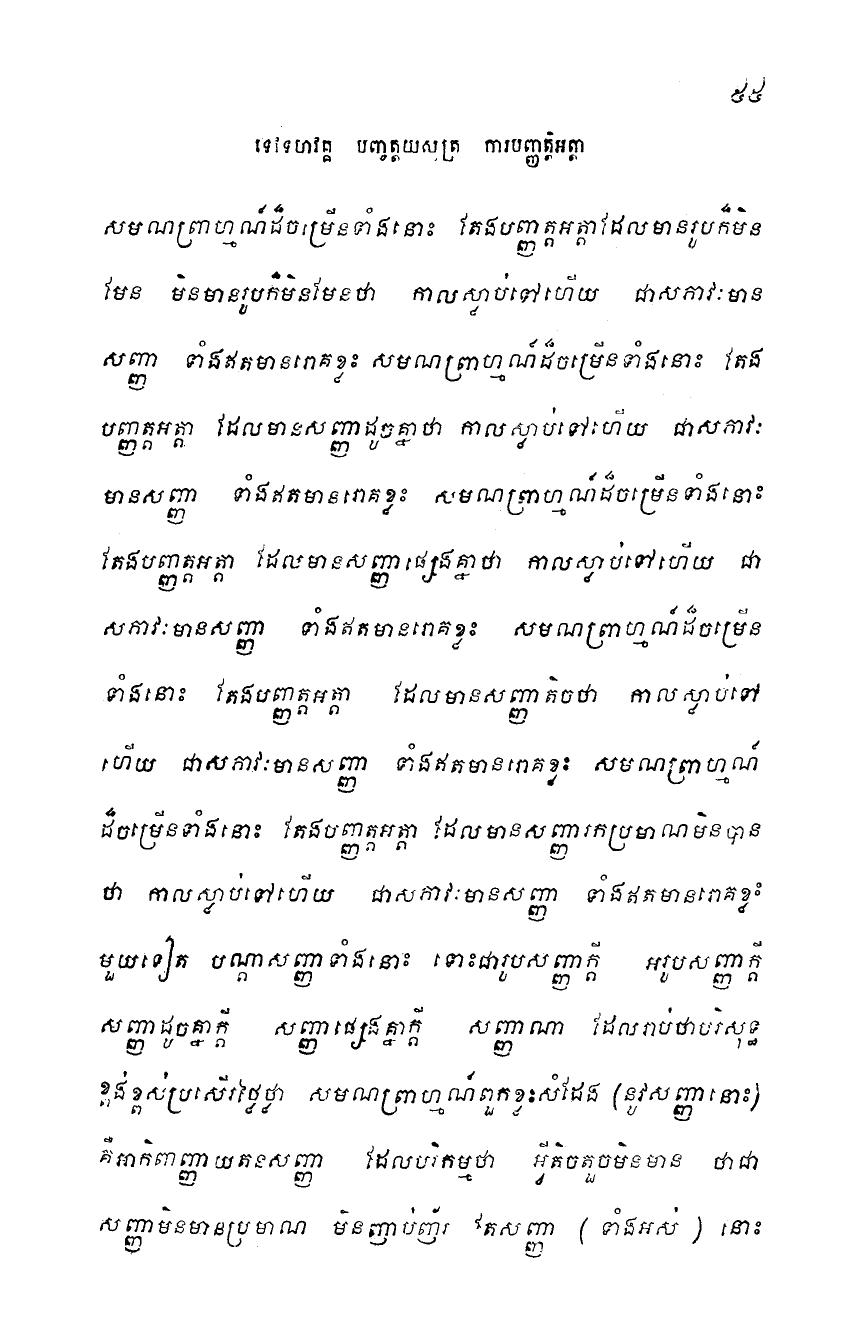 ៥៥
ទេវទហវគ្គ បញ្ចត្តយសូត្រ ការបញ្ញត្តិអត្តា
សមណព្រាហ្មណ៍ដ៏ចម្រើនទាំងនោះ តែងបញ្ញត្តអត្តាដែលមានរូបក៏មិន
មែន មិនមានរូបក៏មិនមែនថា កាលស្លាប់ទៅហើយ ជាសភាវៈមាន
សញ្ញា ទាំងឥតមានរោគខ្លះ សមណព្រាហ្មណ៍ដ៏ចម្រើនទាំងនោះ តែង
បញ្ញត្តអត្តា ដែលមានសញ្ញាដូចគ្នាថា កាលស្លាប់ទៅហើយ ជាសភាវៈ
មានសញ្ញា ទាំងឥតមានរោគខ្លះ សមណព្រាហ្មណ៍ដ៏ចម្រើនទាំងនោះ
តែងបញ្ញត្តអត្តា ដែលមានសញ្ញាផ្សេងគ្នាថា កាលស្លាប់ទៅហើយ ជា
សភាវៈមានសញ្ញា ទាំងឥតមានរោគខ្លះ សមណព្រាហ្មណ៍ដ៏ចម្រើន
ទាំងនោះ តែងបញ្ញត្តអត្តា ដែលមានសញ្ញាតិចថា កាលស្លាប់ទៅ
ហើយ ជាសភាវៈមានសញ្ញា ទាំងឥតមានរោគខ្លះ សមណព្រាហ្មណ៍
ដ៏ចម្រើនទាំងនោះ តែងបញ្ញត្តអត្តា ដែលមានសញ្ញារកប្រមាណមិនបាន
ថា កាលស្លាប់ទៅហើយ ជាសភាវៈមានសញ្ញា ទាំងឥតមានរោគខ្លះ
មួយទៀត បណ្តាសញ្ញាទាំងនោះ ទោះជារូបសញ្ញាក្តី អរូបសញ្ញាក្តី
សញ្ញាដូចគ្នាក្តី សញ្ញាផ្សេងគ្នាក្តី សញ្ញាណា ដែលរាប់ថាបរិសុទ្ធ
ខ្ពង់ខ្ពស់ប្រសើរថ្លៃថ្លា សមណព្រាហ្មណ៍ពួកខ្លះសំដែង (នូវសញ្ញានោះ)
គឺអាកិញ្ចញ្ញាយតនសញ្ញា ដែលបរិកម្មថា អ្វីតិចតួចមិនមាន ថាជា
សញ្ញាមិនមានប្រមាណ មិនញាប់ញ័រ តែសញ្ញា ( ទាំងអស់ ) នោះ